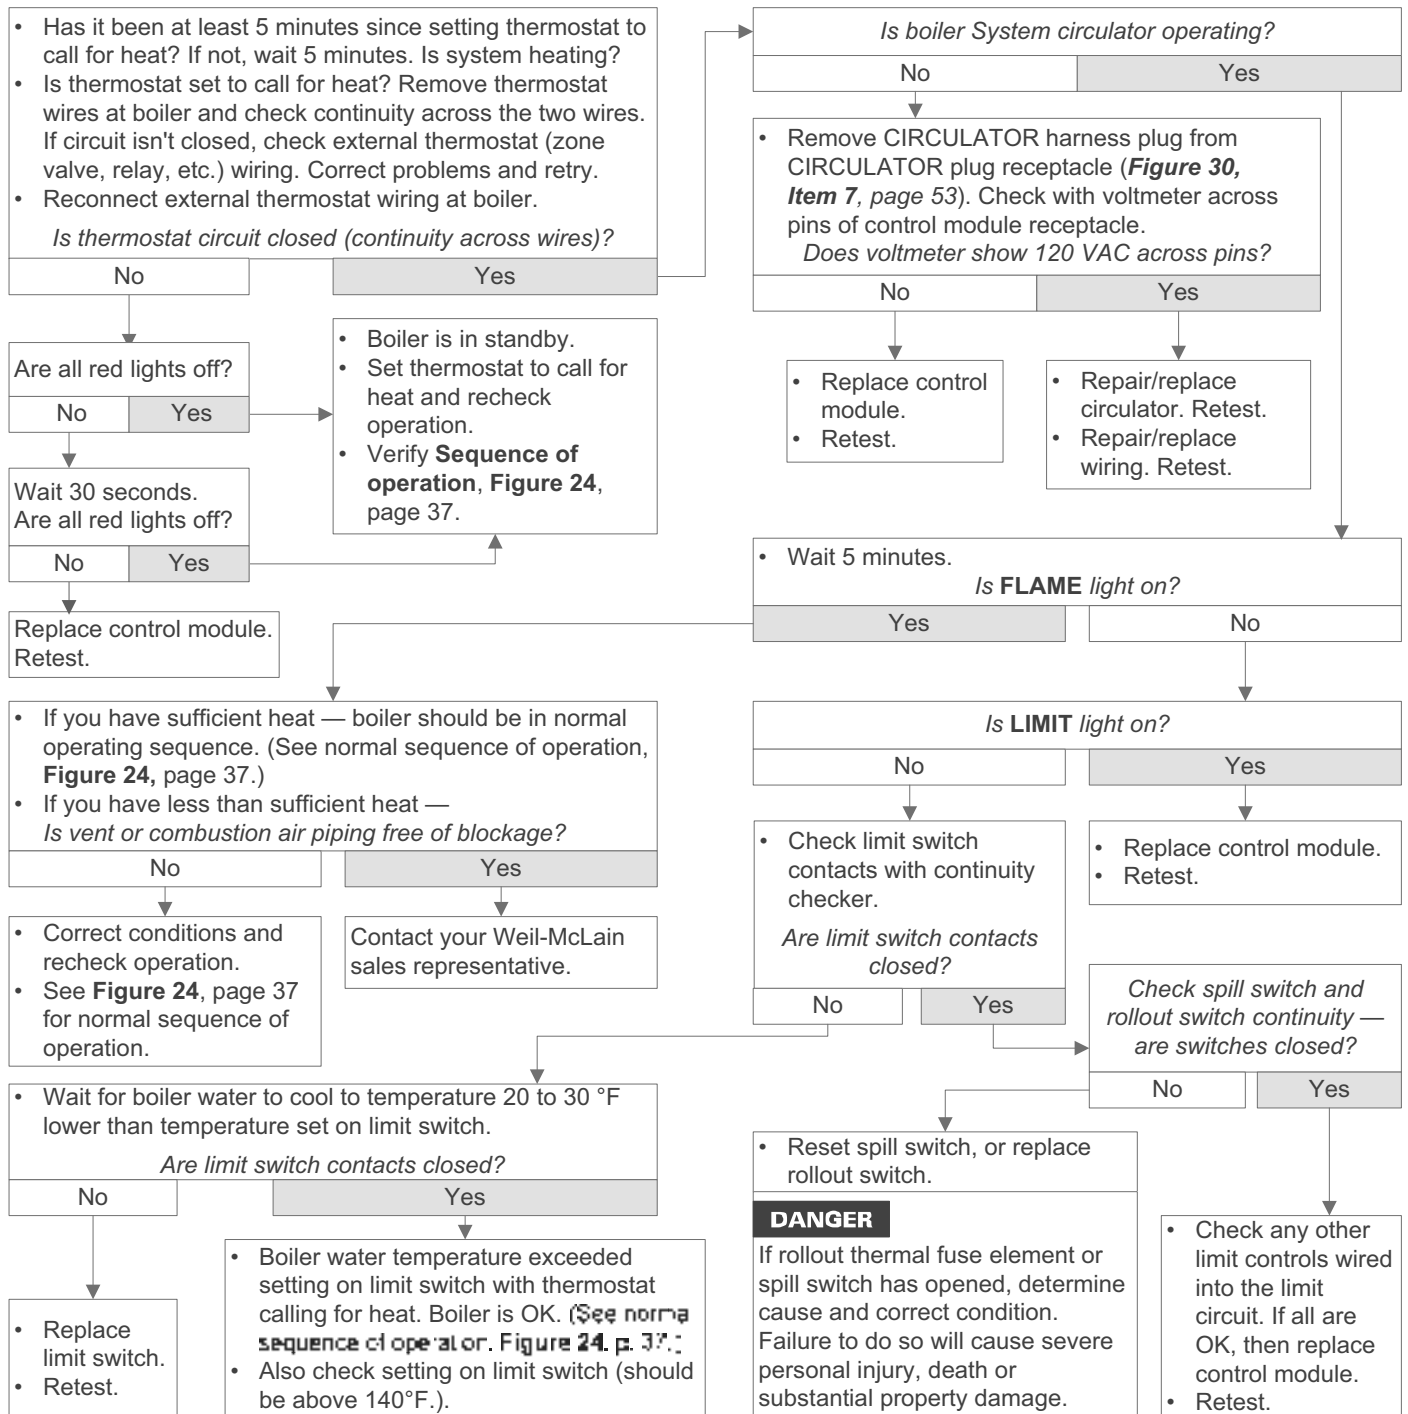 • Has it been at least 5 minutes since setting thermostat to
call for heat? If not, wait 5 minutes. Is system heating?
• Is thermostat set to call for heat? Remove thermostat
wires at boiler and check continuity across the two wires.
If circuit isn't closed, check external thermostat (zone
valve, relay, etc.) wiring. Correct problems and retry.
• Reconnect external thermostat wiring at boiler.
Is thermostat circuit closed (continuity across wires)?
No
Yes
Are all red lights off?
No
Yes
Wait 30 seconds.
Are all red lights off?
No
Yes
Replace control module.
Retest.
• Boiler is in standby.
• Set thermostat to call for
heat and recheck
operation.
• Verify Sequence of
operation, Figure 24,
page 37.
Is boiler System circulator operating?
No
Yes
• Remove CIRCULATOR harness plug from
CIRCULATOR plug receptacle (Figure 30,
Item 7, page 53). Check with voltmeter across
pins of control module receptacle.
Does voltmeter show 120 VAC across pins?
No
Yes
• Replace control
module.
• Retest.
• Repair/replace
circulator. Retest.
• Repair/replace
wiring. Retest.
• Wait 5 minutes.
Is FLAME light on?
Yes
No
• If you have sufficient heat — boiler should be in normal
operating sequence. (See normal sequence of operation,
Figure 24, page 37.)
• If you have less than sufficient heat —
Is vent or combustion air piping free of blockage?
No
Yes
• Correct conditions and
recheck operation.
• See Figure 24, page 37
for normal sequence of
operation.
Contact your Weil-McLain
sales representative.
Is LIMIT light on?
No
Yes
• Check limit switch
contacts with continuity
checker.
Are limit switch contacts
closed?
No
Yes
• Replace control module.
• Retest.
Check spill switch and
rollout switch continuity —
are switches closed?
No
Yes
• Wait for boiler water to cool to temperature 20 to 30 °F
lower than temperature set on limit switch.
Are limit switch contacts closed?
No
Yes
• Replace
limit switch.
• Retest.
• Boiler water temperature exceeded
setting on limit switch with thermostat
calling for heat. Boiler is OK. (See norma
sequence of operation. Figure 24. p. 37.
• Also check setting on limit switch (should
be above 140°F.).
• Reset spill switch, or replace
rollout switch.
DANGER
If rollout thermal fuse element or
spill switch has opened, determine
cause and correct condition.
Failure to do so will cause severe
personal injury, death or
substantial property damage.
• Check any other
limit controls wired
into the limit
circuit. If all are
OK, then replace
control module.
• Retest.